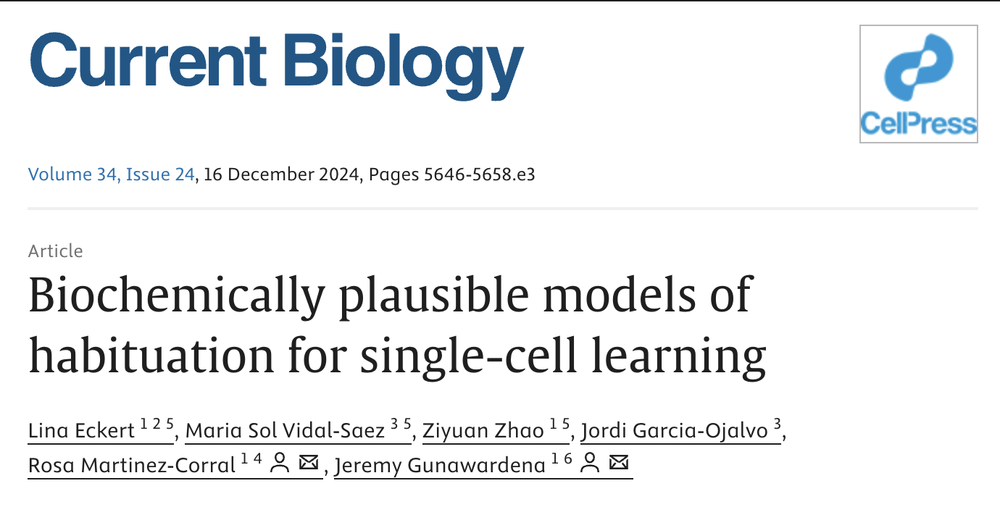 Current Biology
CellPress
Volume 34, Issue 24, 16 December 2024, Pages 5646-5658.e3
Article
Biochemically plausible models of
habituation for single-cell learning
Lina Eckert 1 2 5, Maria Sol Vidal-Saez 3 5, Ziyuan Zhao 1 5, Jordi Garcia-Ojalvo 3,
Rosa Martinez-Corral 1 4, Jeremy Gunawardena 1 6